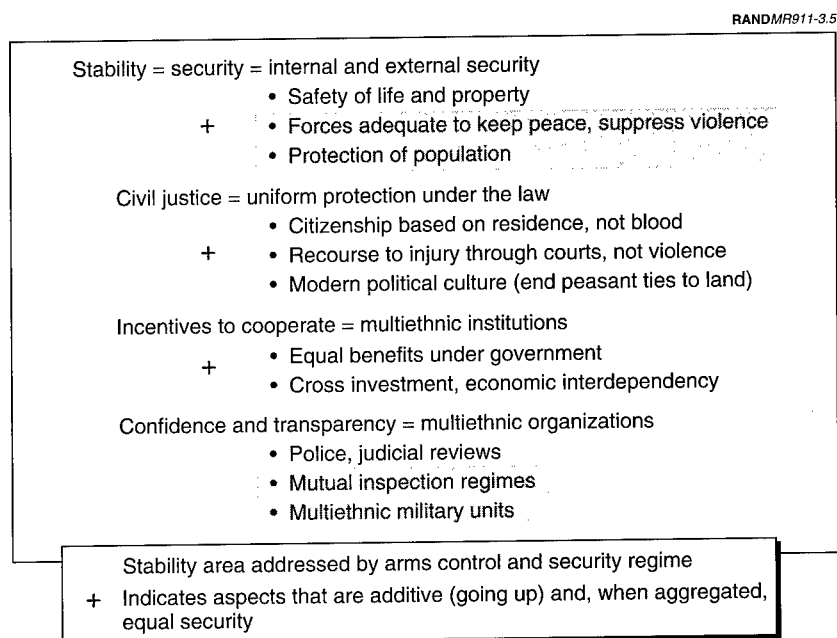 RANDMR911-3.5
Stability = security = internal and external security
• Safety of life and property
+ • Forces adequate to keep peace, suppress violence
• Protection of population
Civil justice = uniform protection under the law
• Citizenship based on residence, not blood
+ • Recourse to injury through courts, not violence
• Modern political culture (end peasant ties to land)
Incentives to cooperate = multiethnic institutions
+ • Equal benefits under government
• Cross investment, economic interdependency
Confidence and transparency = multiethnic organizations
• Police, judicial reviews
• Mutual inspection regimes
• Multiethnic military units
Stability area addressed by arms control and security regime
+ Indicates aspects that are additive (going up) and, when aggregated,
equal security